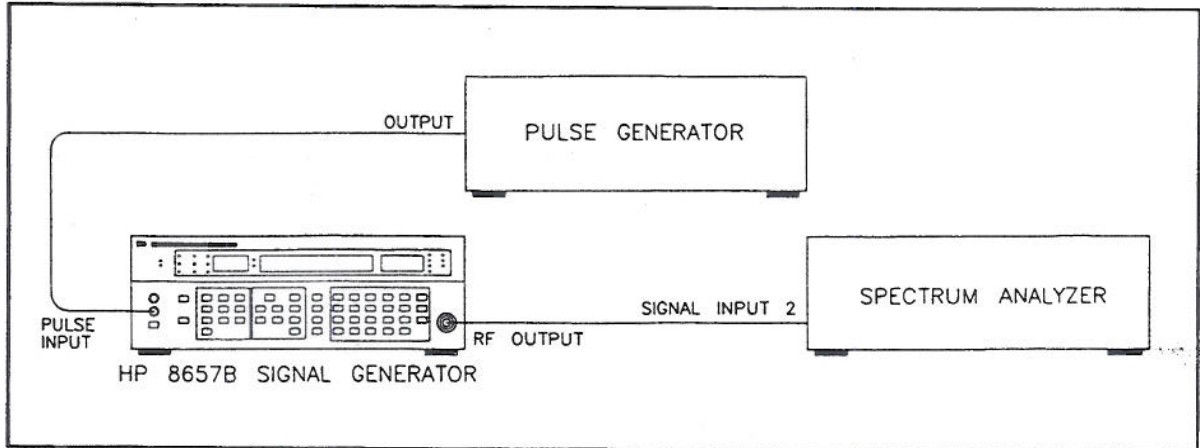 OUTPUT
PULSE GENERATOR
SPECTRUM ANALYZER
SIGNAL INPUT 2
PULSE
INPUT
RF OUTPUT
HP 8657B SIGNAL GENERATOR